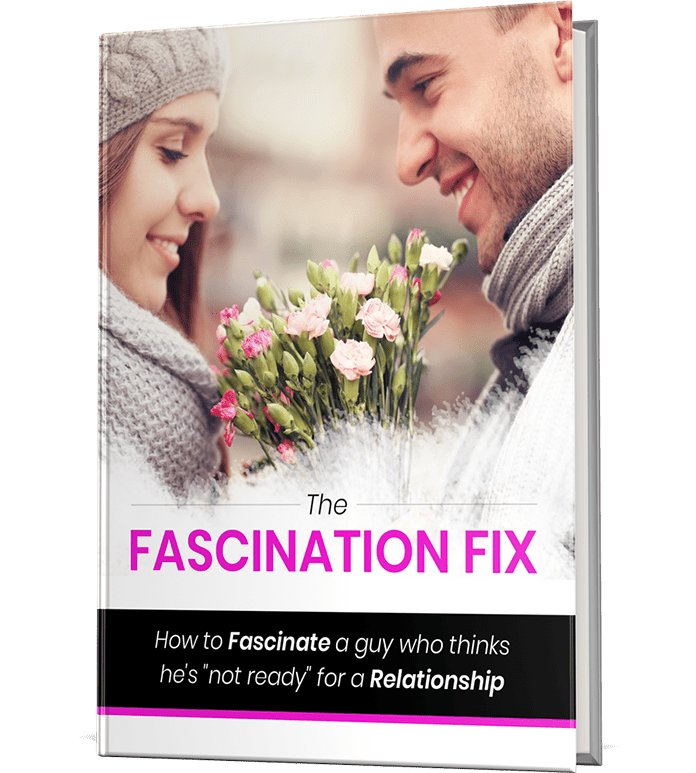 The
FASCINATION FIX
How to Fascinate a guy who thinks
he's "not ready" for a Relationship